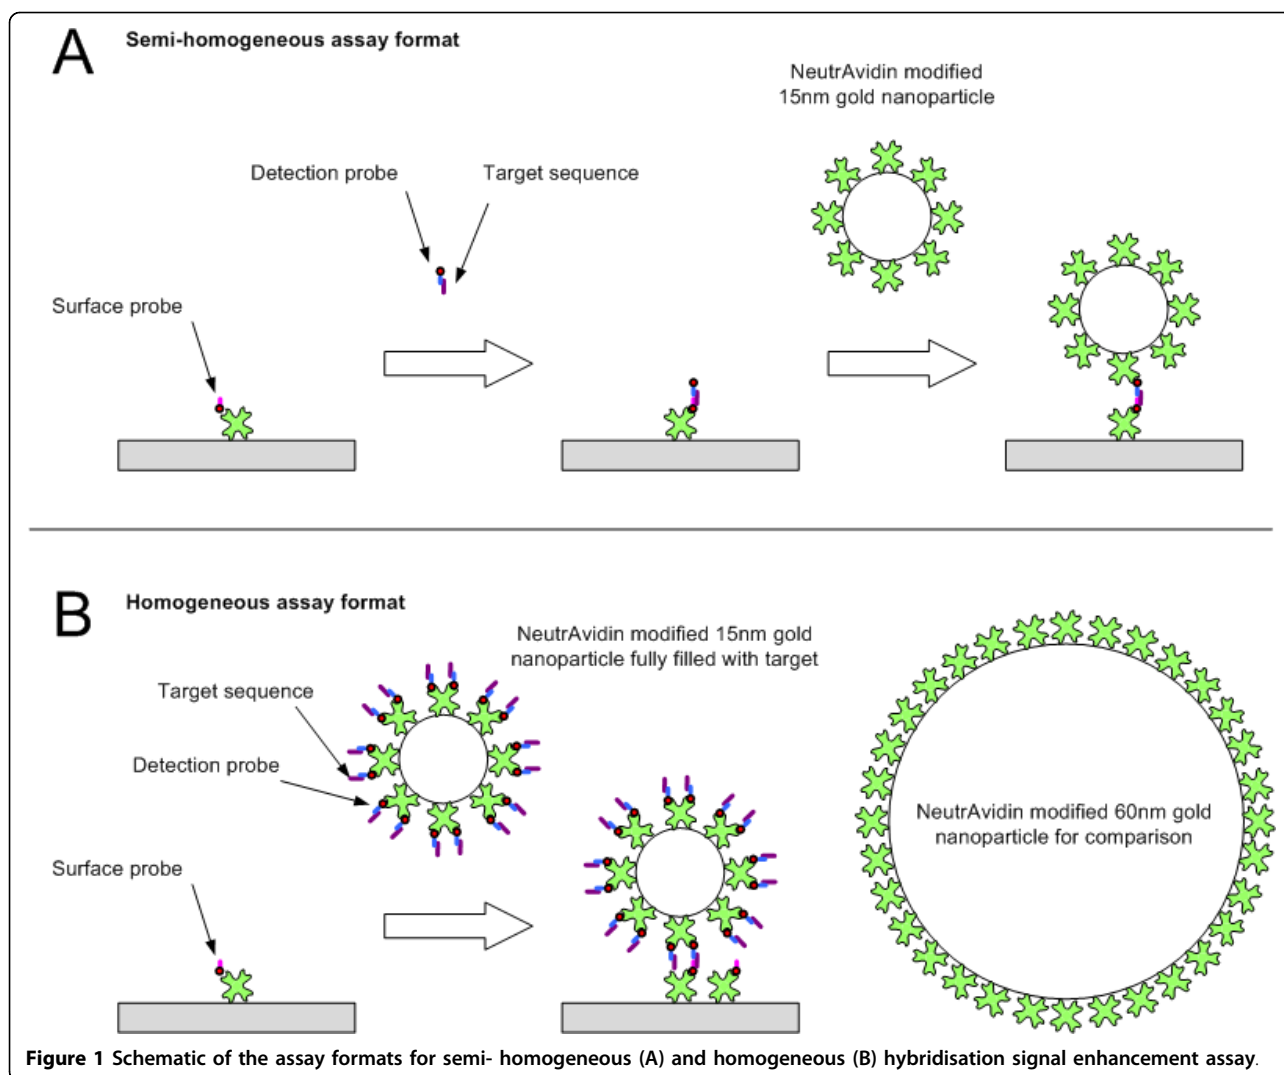 A
Semi-homogeneous assay format
NeutrAvidin modified
15nm gold nanoparticle
Detection probe
Target sequence
Surface probe
B
Homogeneous assay format
NeutrAvidin modified 15nm gold
nanoparticle fully filled with target
Target sequence
Detection probe
Surface probe
NeutrAvidin modified 60nm gold
nanoparticle for comparison
Figure 1 Schematic of the assay formats for semi- homogeneous (A) and homogeneous (B) hybridisation signal enhancement assay.